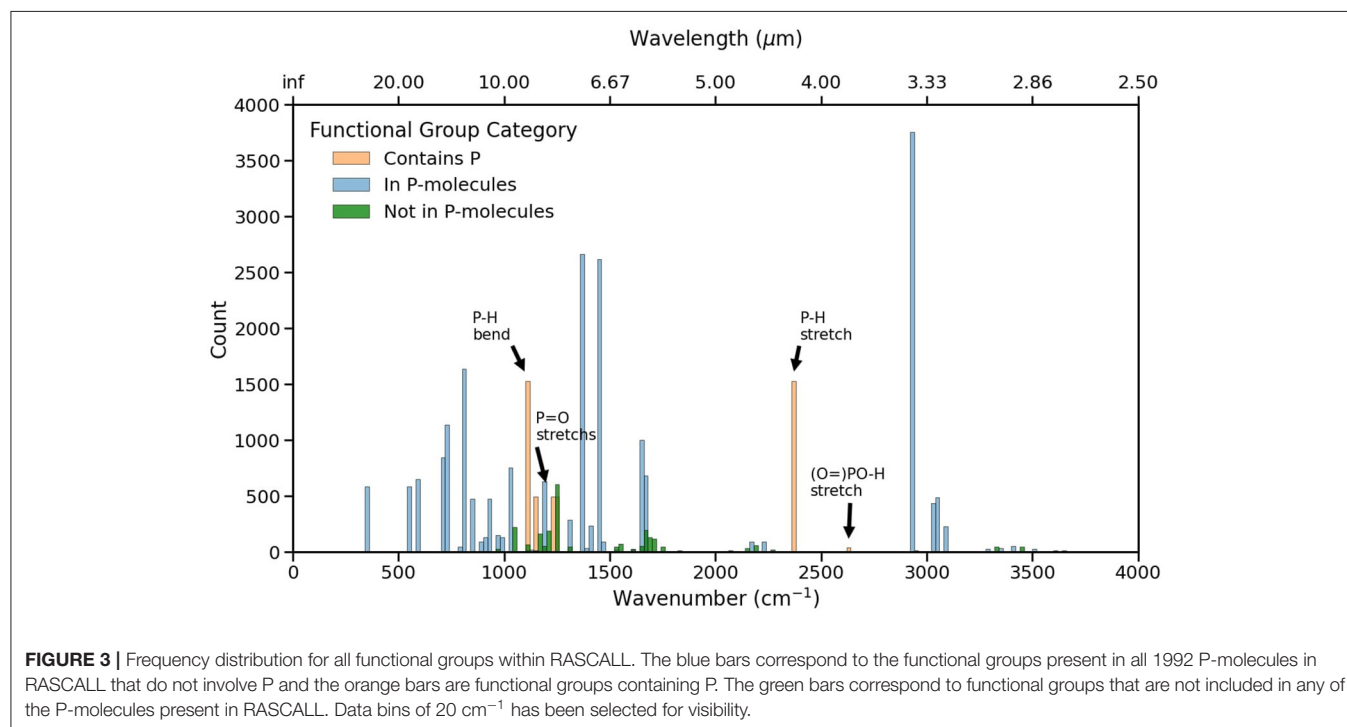 Wavelength (μm)
inf 20.00 10.00 6.67 5.00 4.00 3.33 2.86 2.50
4000
3500
3000
2500
2000
1500
1000
500
0
Count
Functional Group Category
Contains P
In P-molecules
Not in P-molecules
P-H
bend
P=O
stretchs
P-H
stretch
(O=)PO-H
stretch
0 500 1000 1500 2000 2500 3000 3500 4000
Wavenumber (cm⁻¹)
FIGURE 3 | Frequency distribution for all functional groups within RASCALL. The blue bars correspond to the functional groups present in all 1992 P-molecules in
RASCALL that do not involve P and the orange bars are functional groups containing P. The green bars correspond to functional groups that are not included in any of
the P-molecules present in RASCALL. Data bins of 20 cm⁻¹ has been selected for visibility.